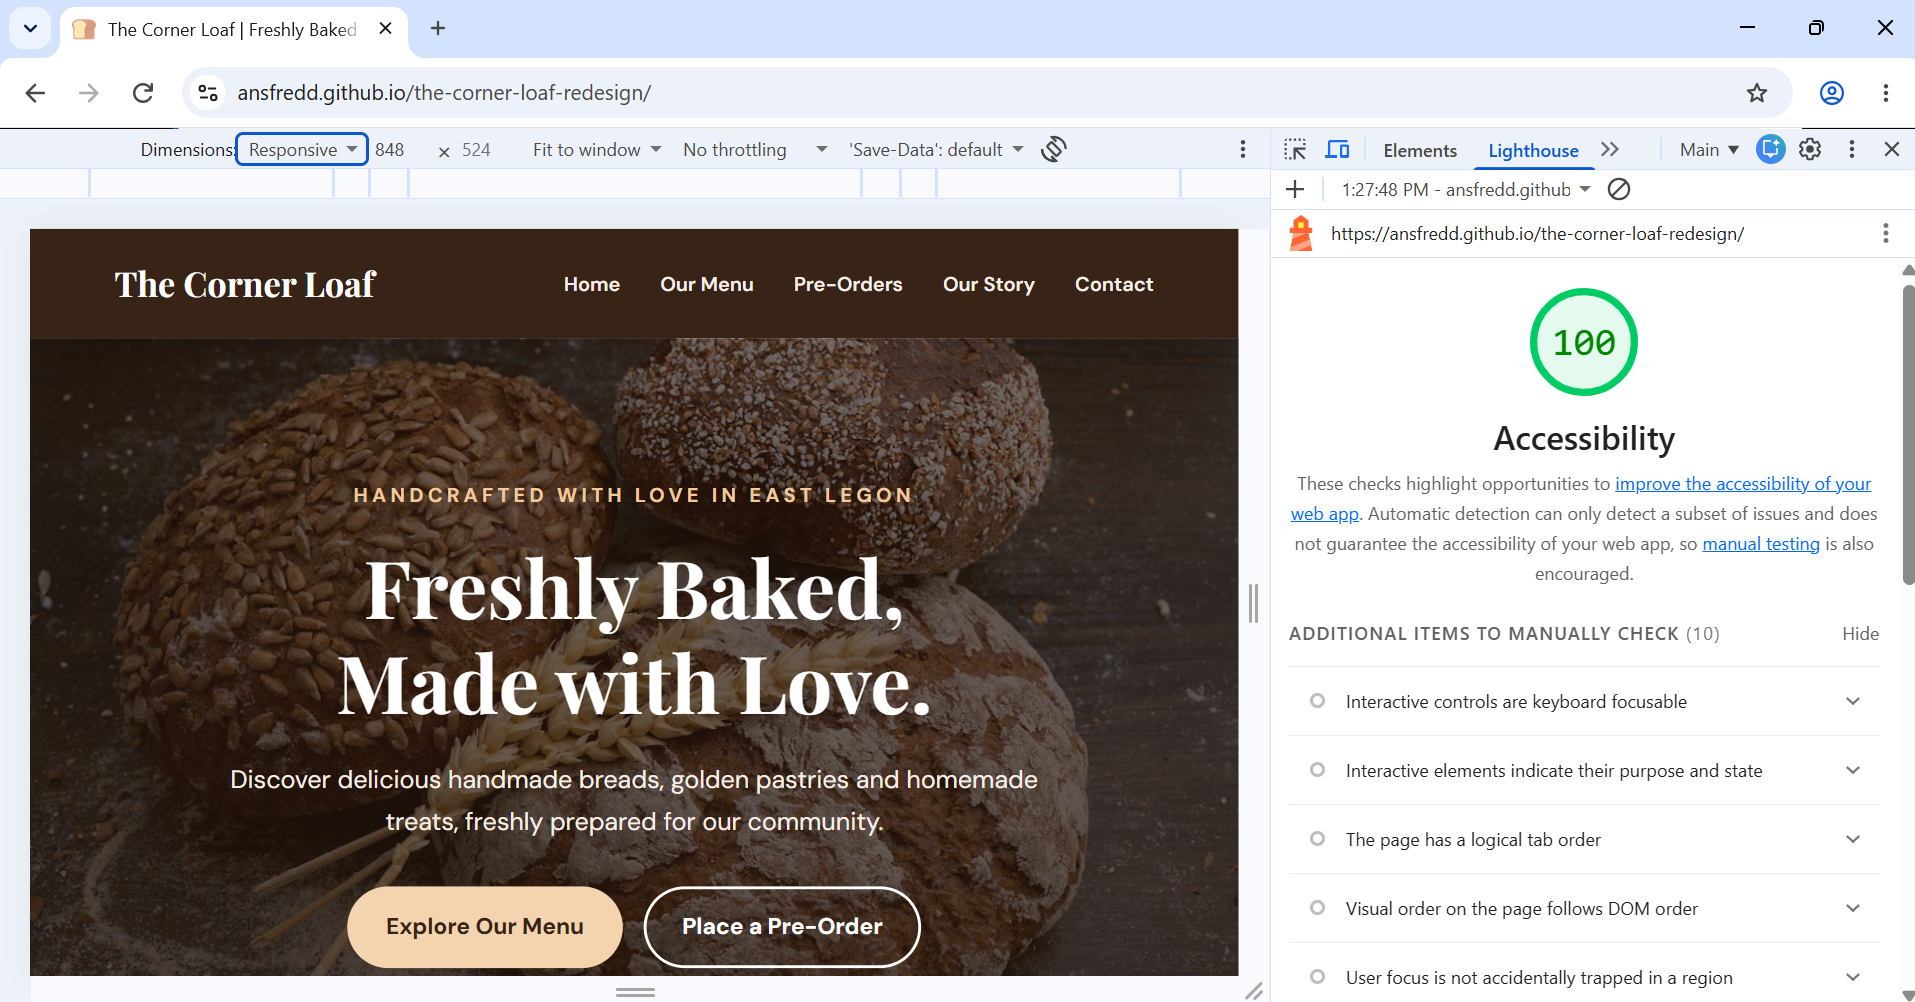 The Corner Loaf | Freshly Baked
ansfredd.github.io/the-corner-loaf-redesign/
Dimensions: Responsive 848 × 524 Fit to window No throttling 'Save-Data': default
Elements Lighthouse Main
1:27:48 PM - ansfredd.github
https://ansfredd.github.io/the-corner-loaf-redesign/
The Corner Loaf
Home Our Menu Pre-Orders Our Story Contact
HANDCRAFTED WITH LOVE IN EAST LEGON
Freshly Baked,
Made with Love.
Discover delicious handmade breads, golden pastries and homemade
treats, freshly prepared for our community.
Explore Our Menu Place a Pre-Order
100
Accessibility
These checks highlight opportunities to improve the accessibility of your
web app. Automatic detection can only detect a subset of issues and does
not guarantee the accessibility of your web app, so manual testing is also
encouraged.
ADDITIONAL ITEMS TO MANUALLY CHECK (10) Hide
Interactive controls are keyboard focusable
Interactive elements indicate their purpose and state
The page has a logical tab order
Visual order on the page follows DOM order
User focus is not accidentally trapped in a region